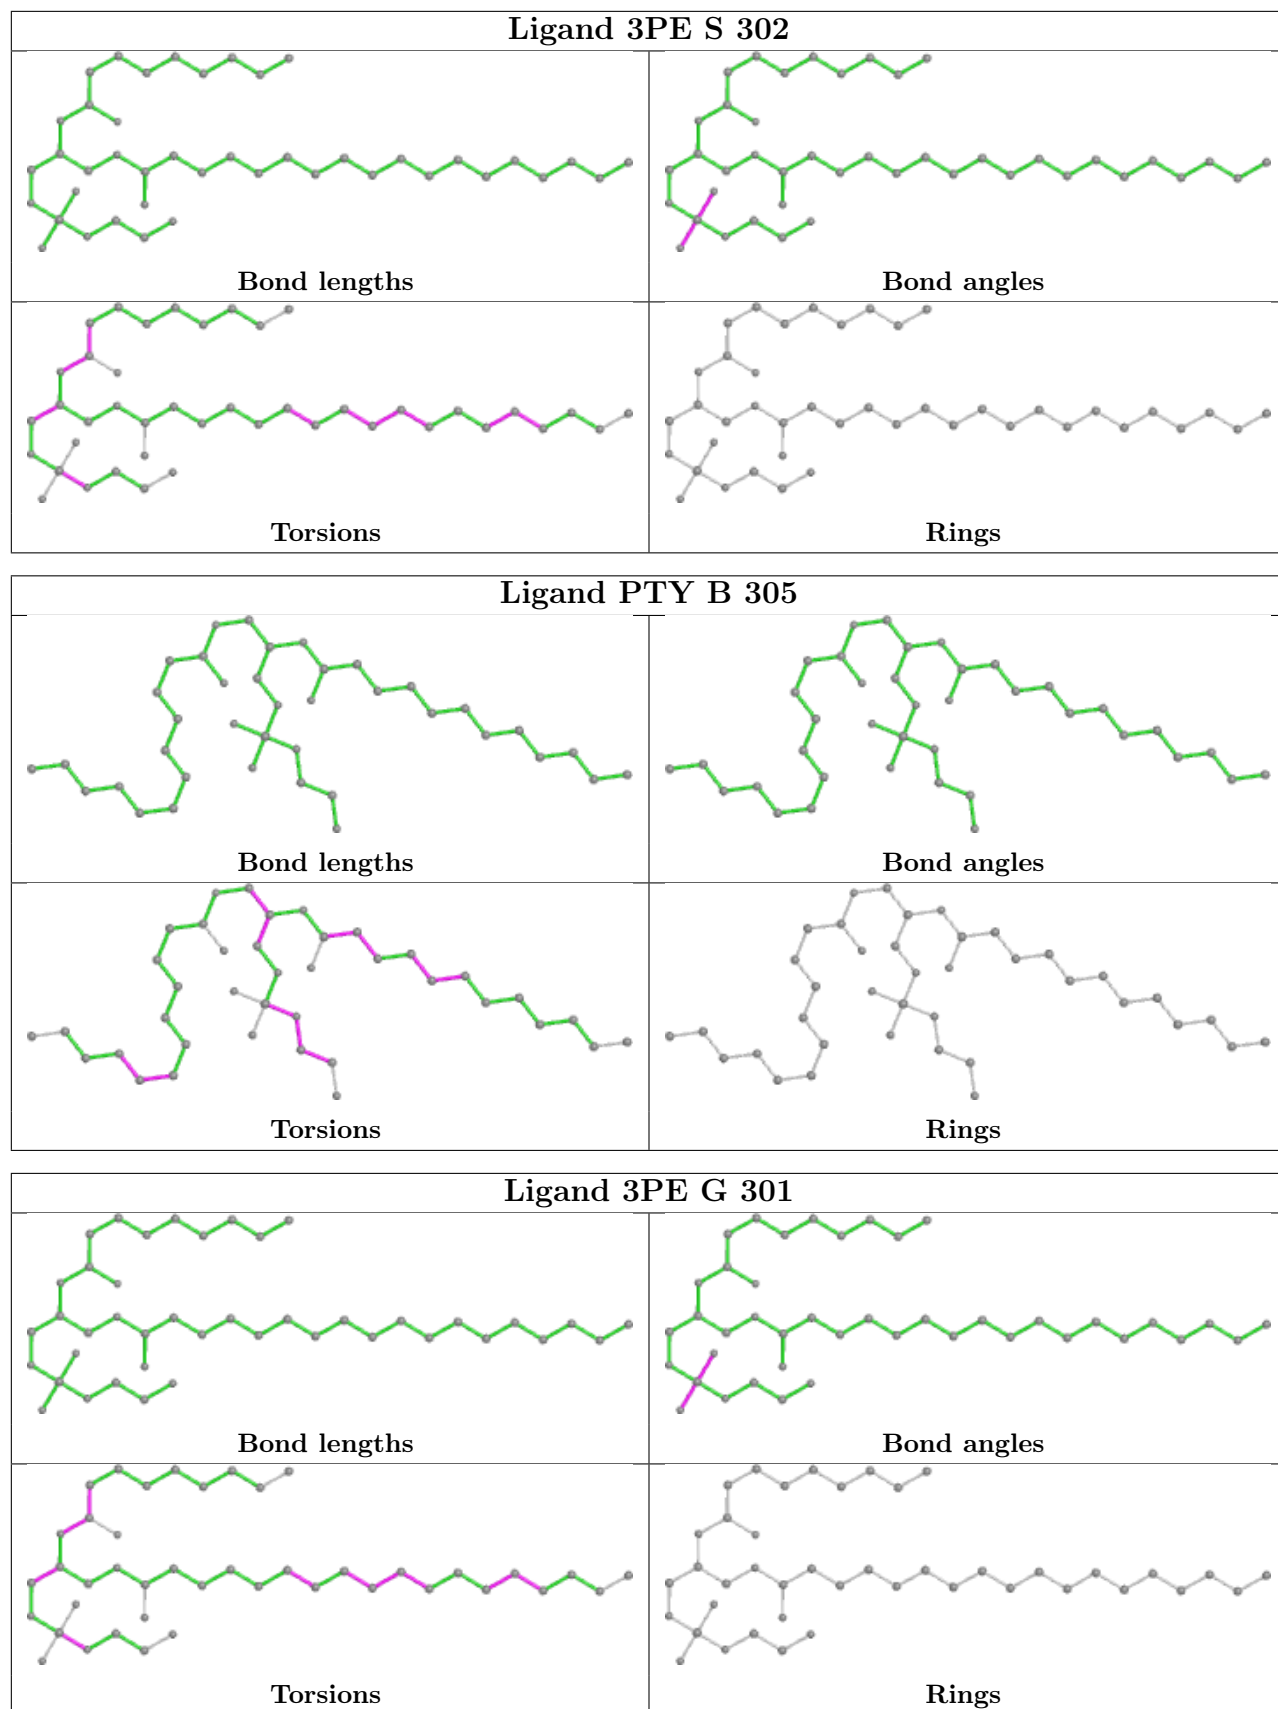 Ligand 3PE S 302
Bond lengths
Bond angles
Torsions
Rings
Ligand PTY B 305
Bond lengths
Bond angles
Torsions
Rings
Ligand 3PE G 301
Bond lengths
Bond angles
Torsions
Rings